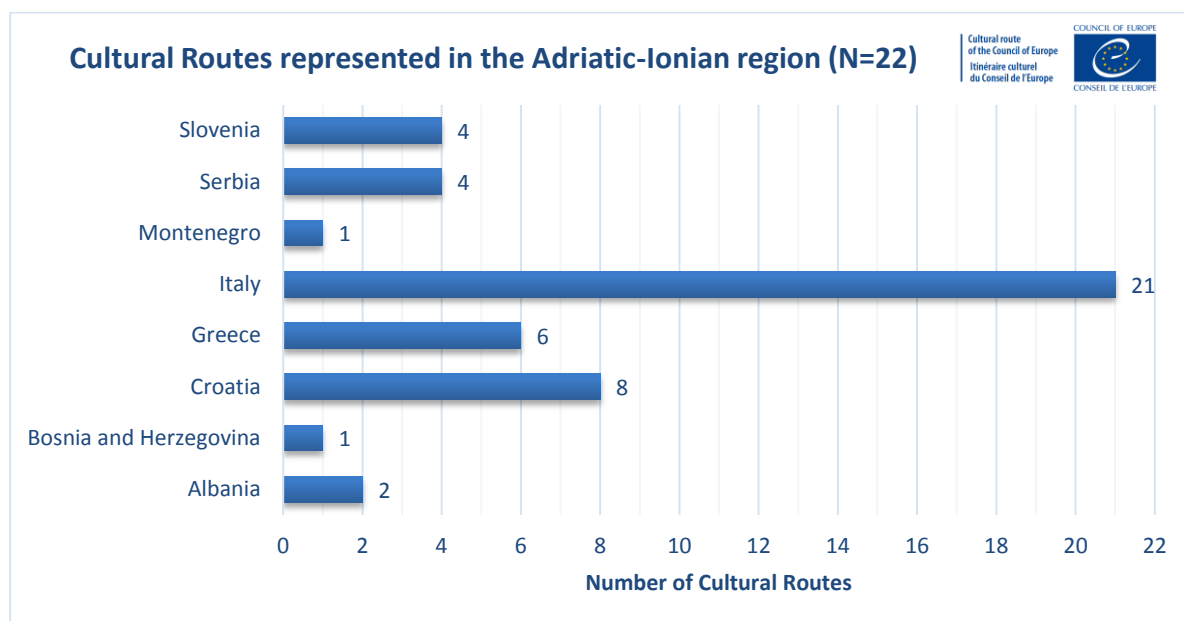 Cultural Routes represented in the Adriatic-Ionian region (N=22)
Cultural route
of the Council of Europe
Itinéraire culturel
du Conseil de l'Europe
COUNCIL OF EUROPE
CONSEIL DE L'EUROPE
Slovenia 4
Serbia 4
Montenegro 1
Italy 21
Greece 6
Croatia 8
Bosnia and Herzegovina 1
Albania 2
0 2 4 6 8 10 12 14 16 18 20 22
Number of Cultural Routes